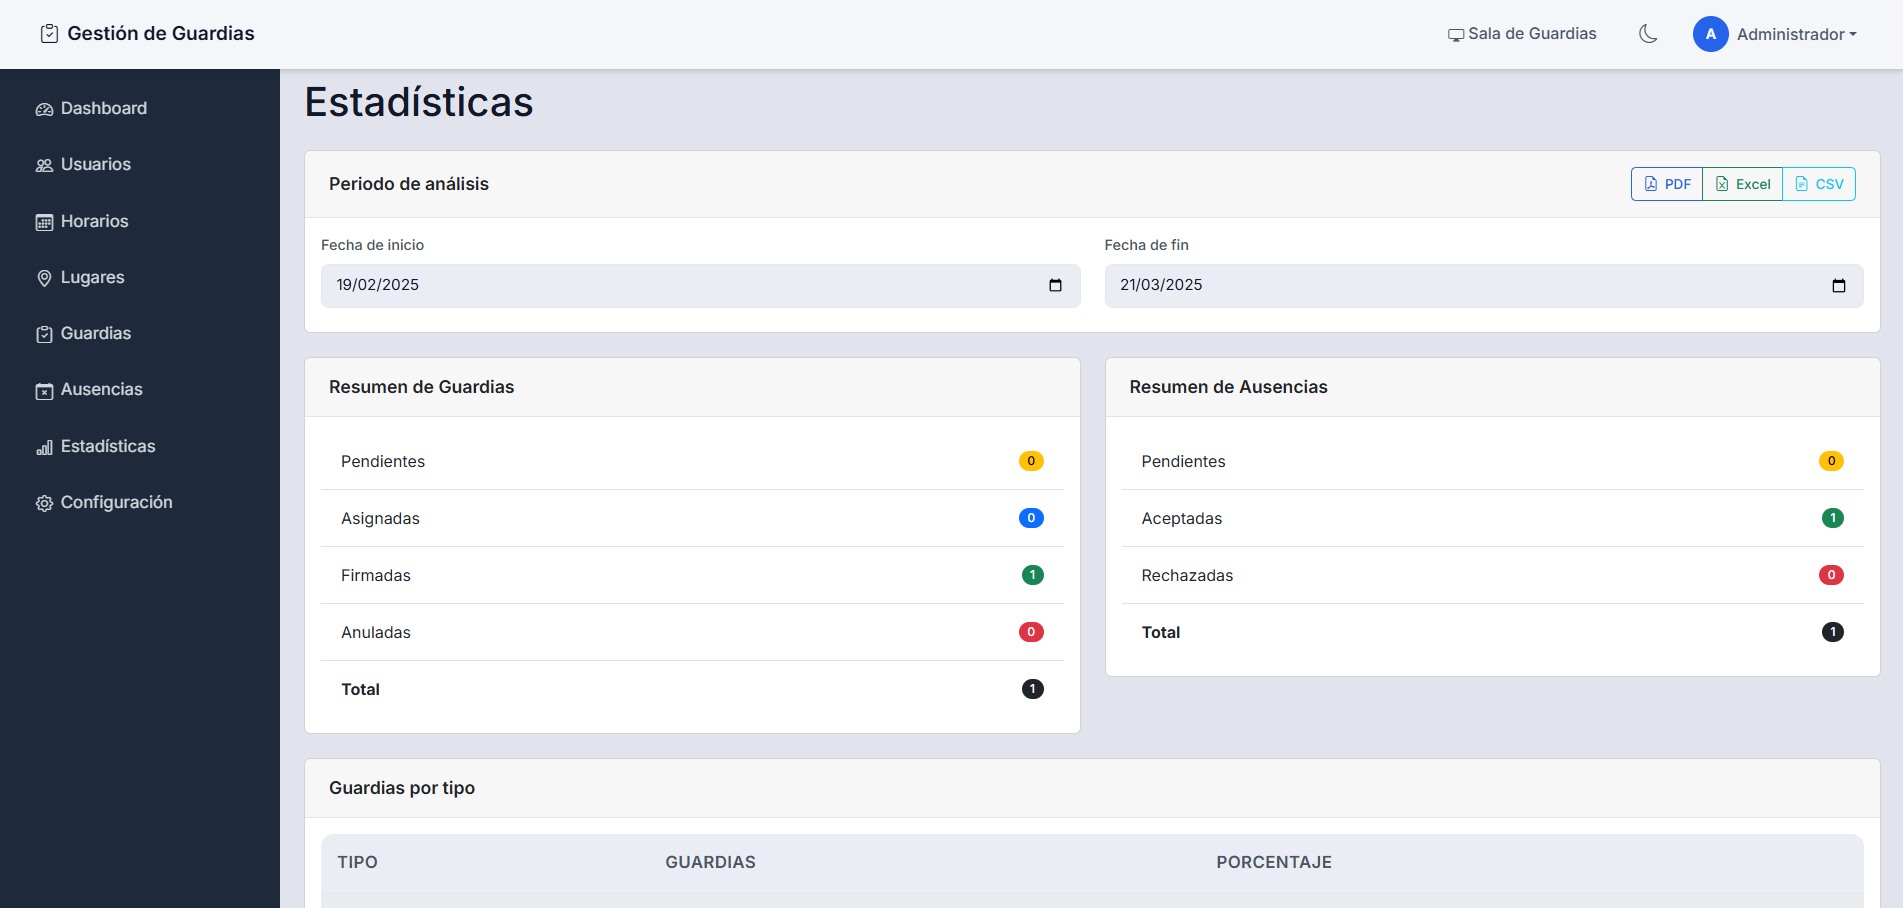 Gestión de Guardias
Sala de Guardias
A Administrador
Dashboard
Usuarios
Horarios
Lugares
Guardias
Ausencias
Estadísticas
Configuración
Estadísticas
Periodo de análisis
PDF Excel CSV
Fecha de inicio
19/02/2025
Fecha de fin
21/03/2025
Resumen de Guardias
Pendientes 0
Asignadas 0
Firmadas 1
Anuladas 0
Total 1
Resumen de Ausencias
Pendientes 0
Aceptadas 1
Rechazadas 0
Total 1
Guardias por tipo
TIPO GUARDIAS PORCENTAJE